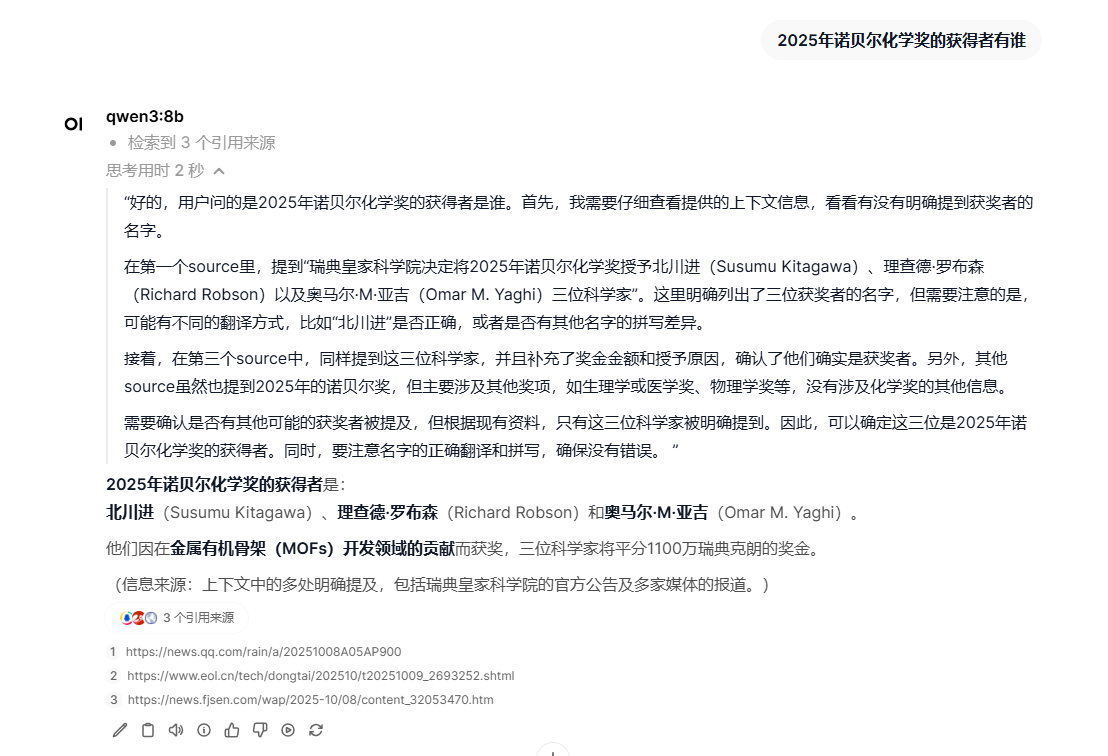 2025年诺贝尔化学奖的获得者有谁
OI
qwen3:8b
检索到 3 个引用来源
思考用时 2 秒
“好的，用户问的是2025年诺贝尔化学奖的获得者是谁。首先，我需要仔细查看提供的上下文信息，看看有没有明确提到获奖者的
名字。
在第一个source里，提到“瑞典皇家科学院决定将2025年诺贝尔化学奖授予北川进（Susumu Kitagawa）、理查德·罗布森
（Richard Robson）以及奥马尔·M·亚吉（Omar M. Yaghi）三位科学家”。这里明确列出了三位获奖者的名字，但需要注意的是，
可能有不同的翻译方式，比如“北川进”是否正确，或者是否有其他名字的拼写差异。
接着，在第三个source中，同样提到这三位科学家，并且补充了奖金金额和授予原因，确认了他们确实是获奖者。另外，其他
source虽然也提到2025年的诺贝尔奖，但主要涉及其他奖项，如生理学或医学奖、物理学奖等，没有涉及化学奖的其他信息。
需要确认是否有其他可能的获奖者被提及，但根据现有资料，只有这三位科学家被明确提到。因此，可以确定这三位是2025年诺
贝尔化学奖的获得者。同时，要注意名字的正确翻译和拼写，确保没有错误。 ”
2025年诺贝尔化学奖的获得者是：
北川进（Susumu Kitagawa）、理查德·罗布森（Richard Robson）和奥马尔·M·亚吉（Omar M. Yaghi）。
他们因在金属有机骨架（MOFs）开发领域的贡献而获奖，三位科学家将平分1100万瑞典克朗的奖金。
（信息来源：上下文中的多处明确提及，包括瑞典皇家科学院的官方公告及多家媒体的报道。）
3 个引用来源
1 https://news.qq.com/rain/a/20251008A05AP900
2 https://www.eol.cn/tech/dongtai/202510/t20251009_2693252.shtml
3 https://news.fjsen.com/wap/2025-10/08/content_32053470.htm